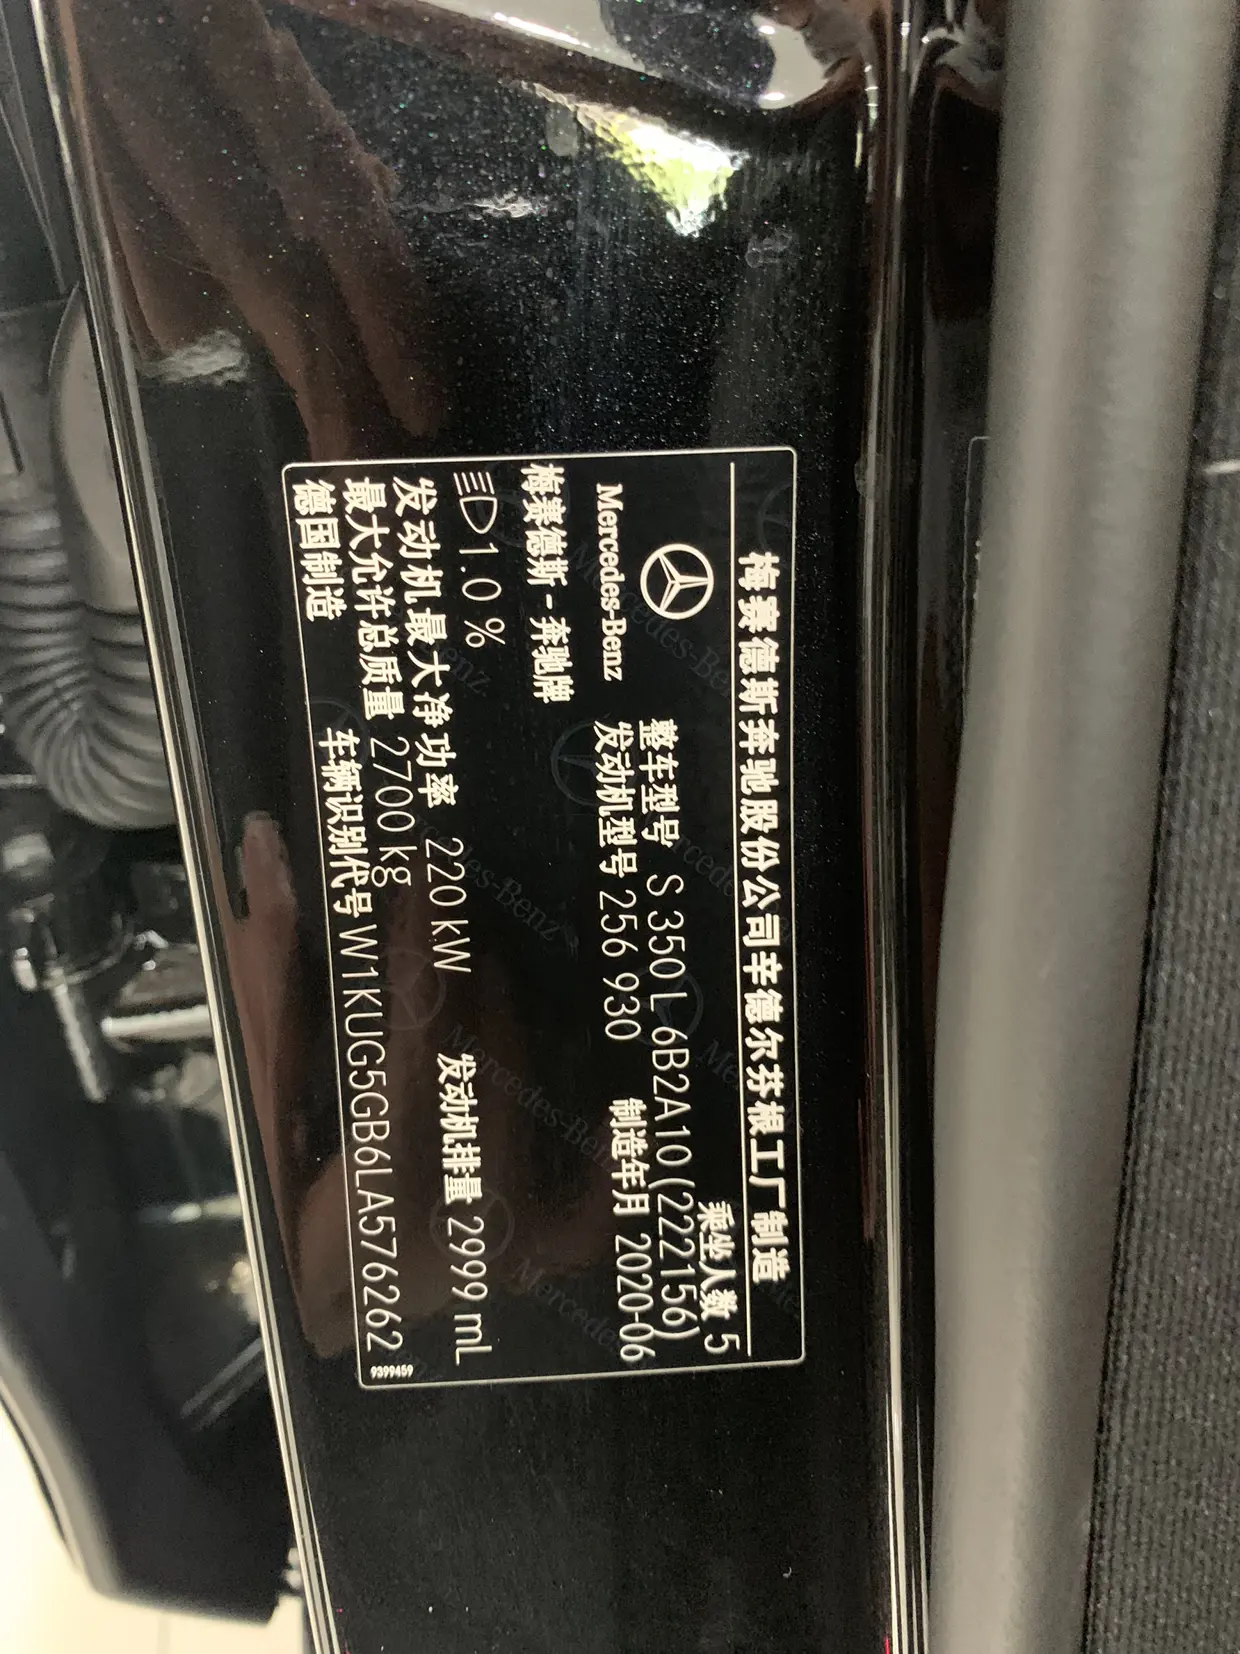 梅赛德斯奔驰股份公司辛德尔芬根工厂制造
乘坐人数 5
Mercedes-Benz
整车型号 S 350 L 6B2A10(222156)
发动机型号 256 930 制造年月 2020-06
梅赛德斯-奔驰牌
1.0 %
发动机最大净功率 220 kW 发动机排量 2999 mL
最大允许总质量 2700 kg
德国制造 车辆识别代号 W1KUG5GB6LA576262
9399459